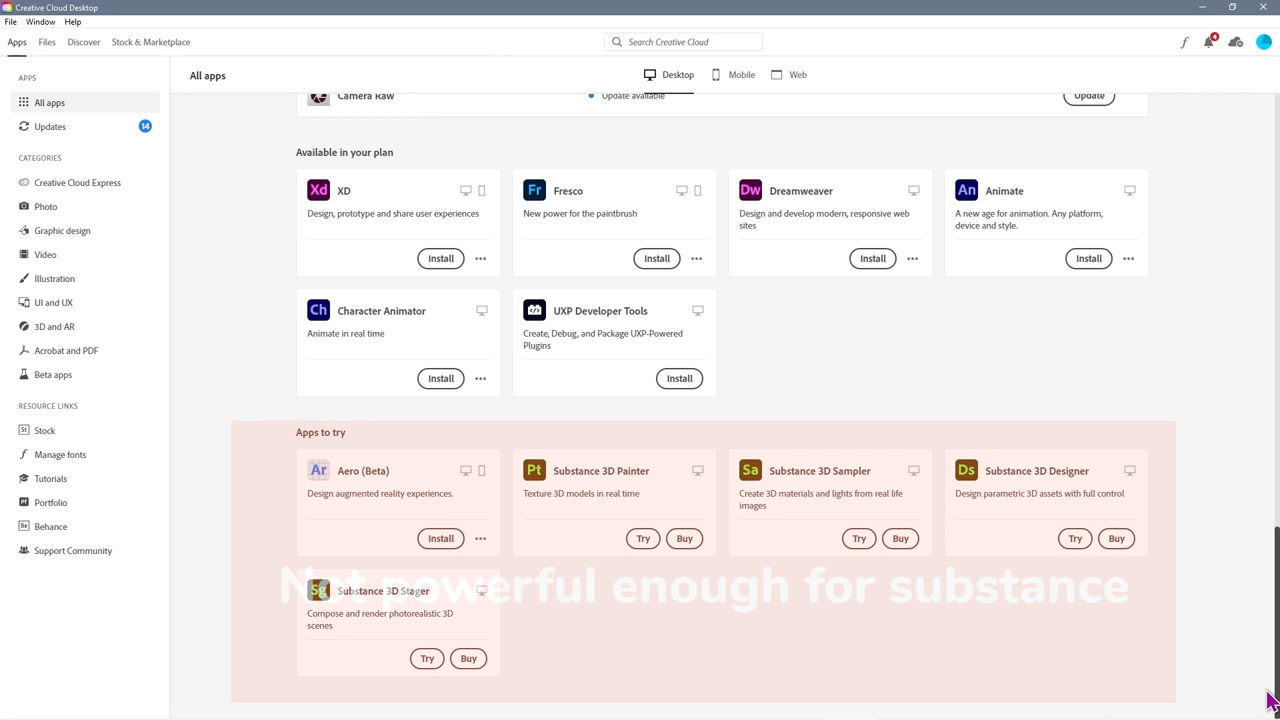 Creative Cloud Desktop
File Window Help
Apps Files Discover Stock & Marketplace Search Creative Cloud 4
APPS
All apps
Updates 14
CATEGORIES
Creative Cloud Express
Photo
Graphic design
Video
Illustration
UI and UX
3D and AR
Acrobat and PDF
Beta apps
RESOURCE LINKS
St Stock
Manage fonts
Tutorials
Pf Portfolio
Be Behance
Support Community
All apps Desktop Mobile Web
Camera Raw Update available Update
Available in your plan
Xd XD
Design, prototype and share user experiences
Install
Fr Fresco
New power for the paintbrush
Install
Dw Dreamweaver
Design and develop modern, responsive web
sites
Install
An Animate
A new age for animation. Any platform,
device and style.
Install
Ch Character Animator
Animate in real time
Install
UXP Developer Tools
Create, Debug, and Package UXP-Powered
Plugins
Install
Apps to try
Ar Aero (Beta)
Design augmented reality experiences.
Install
Pt Substance 3D Painter
Texture 3D models in real time
Try Buy
Sa Substance 3D Sampler
Create 3D materials and lights from real life
images
Try Buy
Ds Substance 3D Designer
Design parametric 3D assets with full control
Try Buy
Sg Substance 3D Stager
Compose and render photorealistic 3D
scenes
Try Buy
Not powerful enough for substance